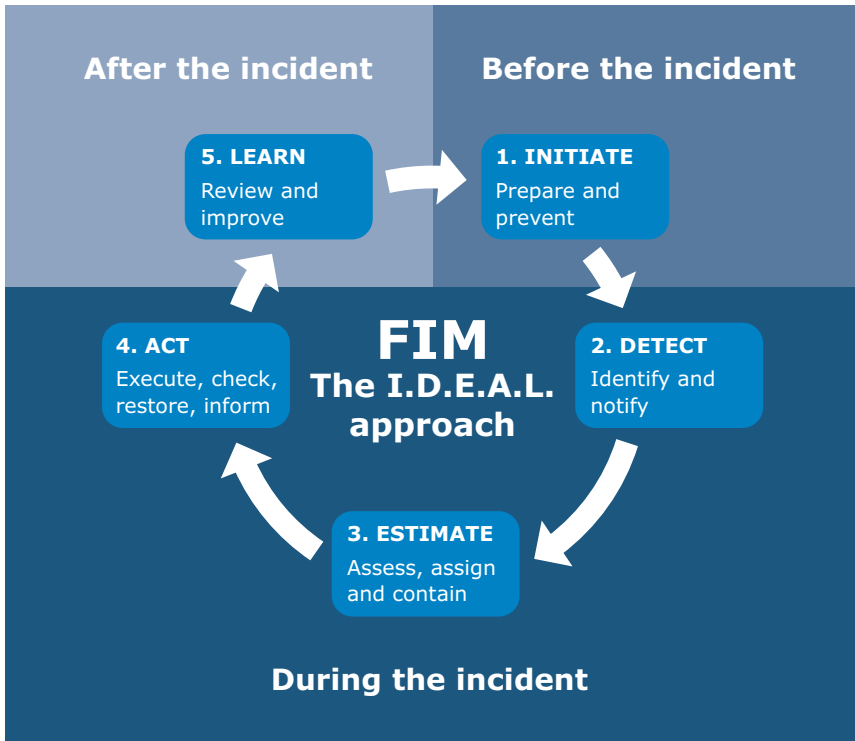 After the incident
Before the incident
5. LEARN
Review and
improve
1. INITIATE
Prepare and
prevent
4. ACT
Execute, check,
restore, inform
FIM
The I.D.E.A.L.
approach
2. DETECT
Identify and
notify
3. ESTIMATE
Assess, assign
and contain
During the incident